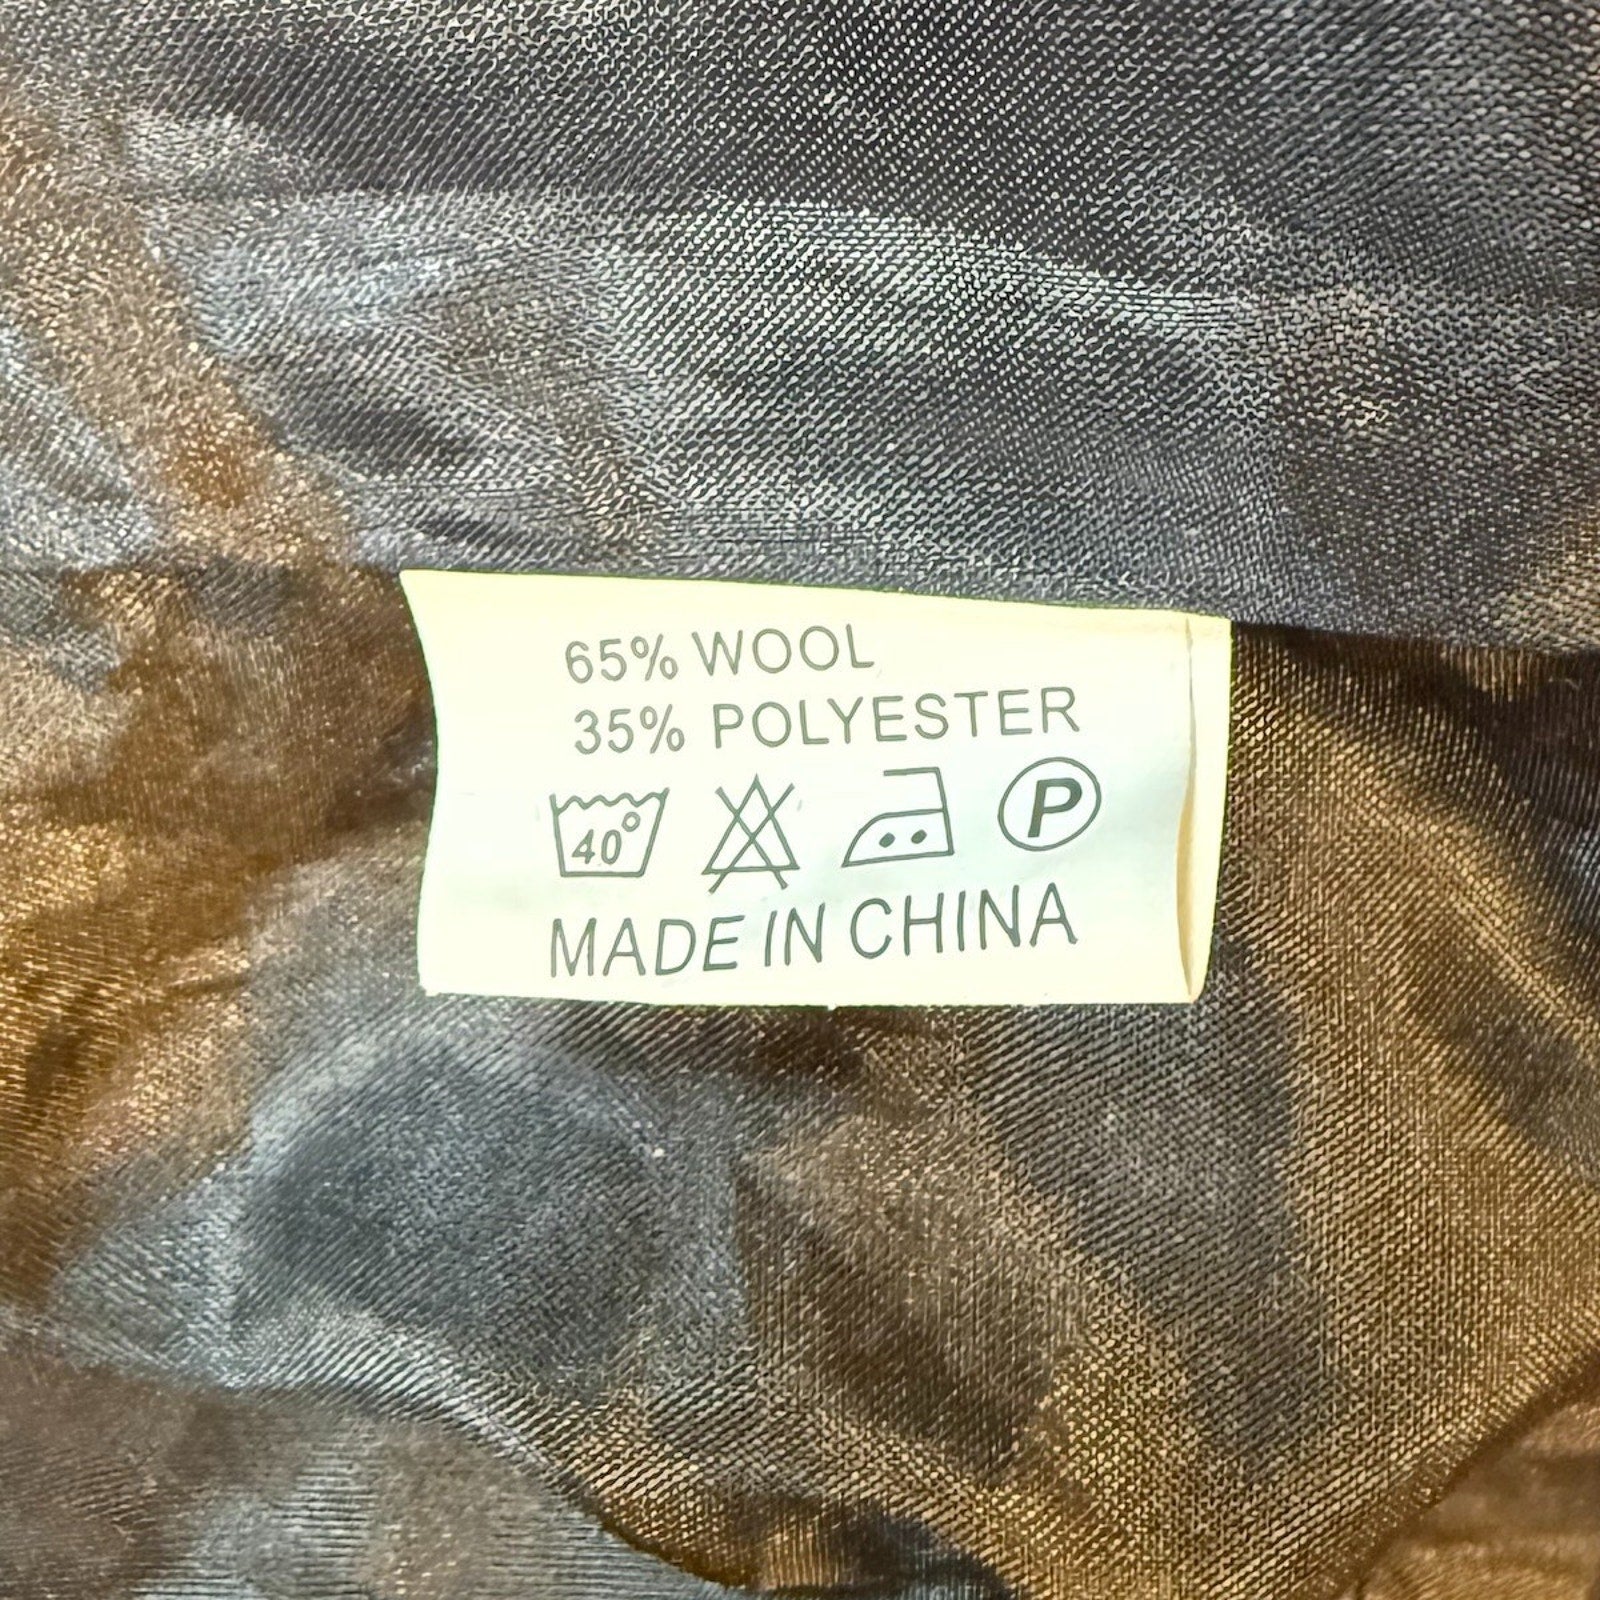 65% WOOL
35% POLYESTER
40° P
MADE IN CHINA